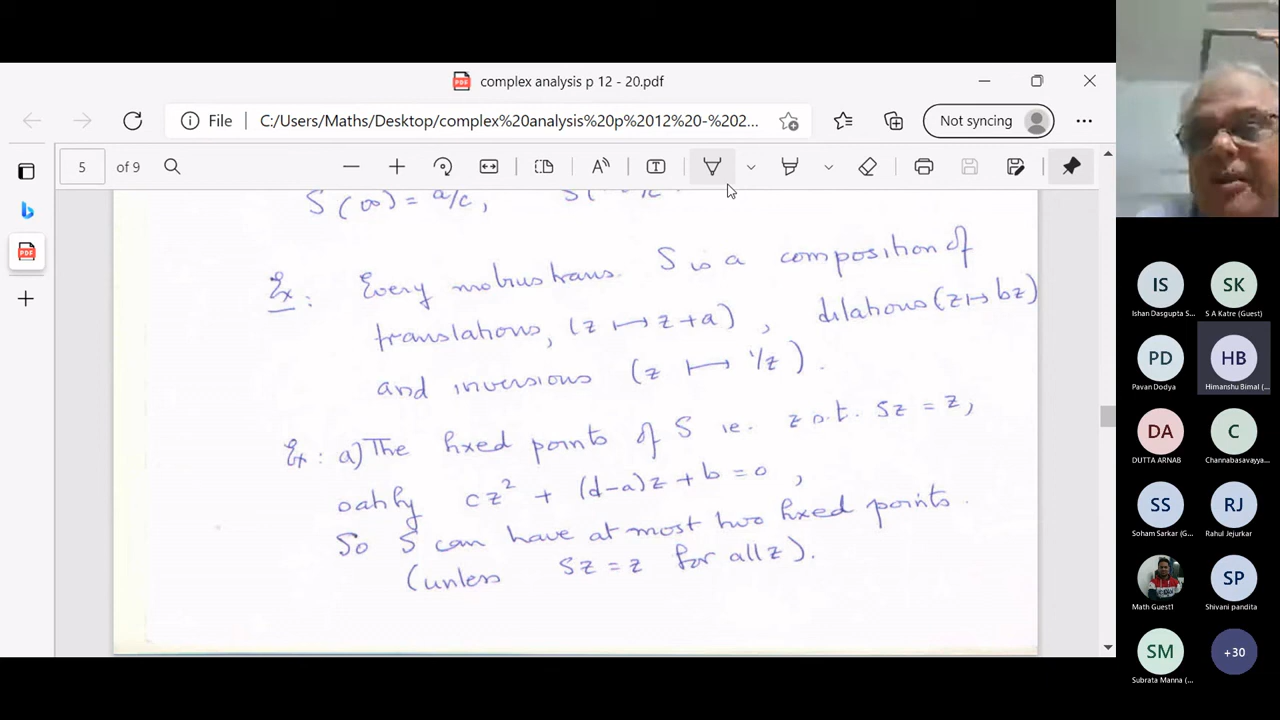 complex analysis p 12 - 20.pdf
File
C:/Users/Maths/Desktop/complex%20analysis%20p%2012%20-%202...
Not syncing
5 of 9
S(∞) = a/c,
Ex: Every mobius trans. S is a composition of
translations, (z ↦ z+a), dilations (z ↦ bz)
and inversions (z ↦ 1/z).
Ex: a) The fixed points of S ie. z s.t. Sz = z,
satisfy cz² + (d-a)z + b = 0,
So S can have at most two fixed points.
(unless Sz = z for all z).
IS
Ishan Dasgupta S...
SK
S A Katre (Guest)
PD
Pavan Dodya
HB
Himanshu Bimal (...
DA
DUTTA ARNAB
C
Channabasavayya...
SS
Soham Sarkar (G...
RJ
Rahul Jejurkar
Math Guest1
SP
Shivani pandita
SM
Subrata Manna (...
+30